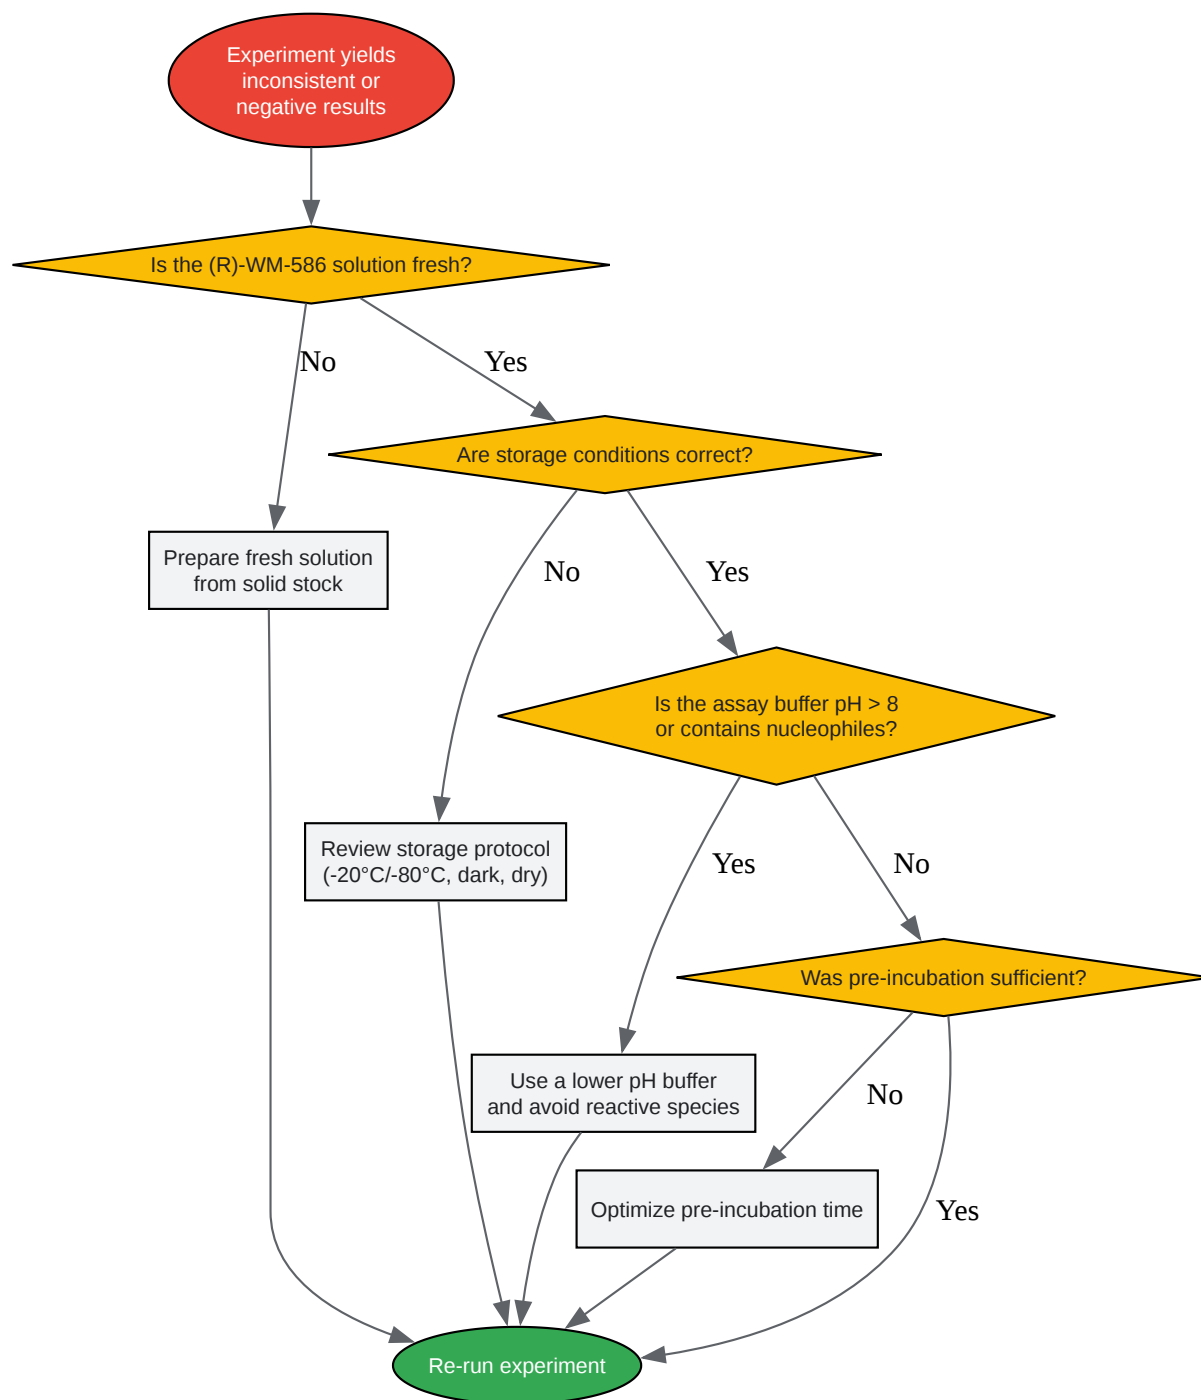 Experiment yields
inconsistent or
negative results
Is the (R)-WM-586 solution fresh?
No
Yes
Are storage conditions correct?
Prepare fresh solution
from solid stock
No
Yes
Is the assay buffer pH > 8
or contains nucleophiles?
Review storage protocol
(-20°C/-80°C, dark, dry)
Yes
No
Was pre-incubation sufficient?
Use a lower pH buffer
and avoid reactive species
No
Optimize pre-incubation time
Yes
Re-run experiment